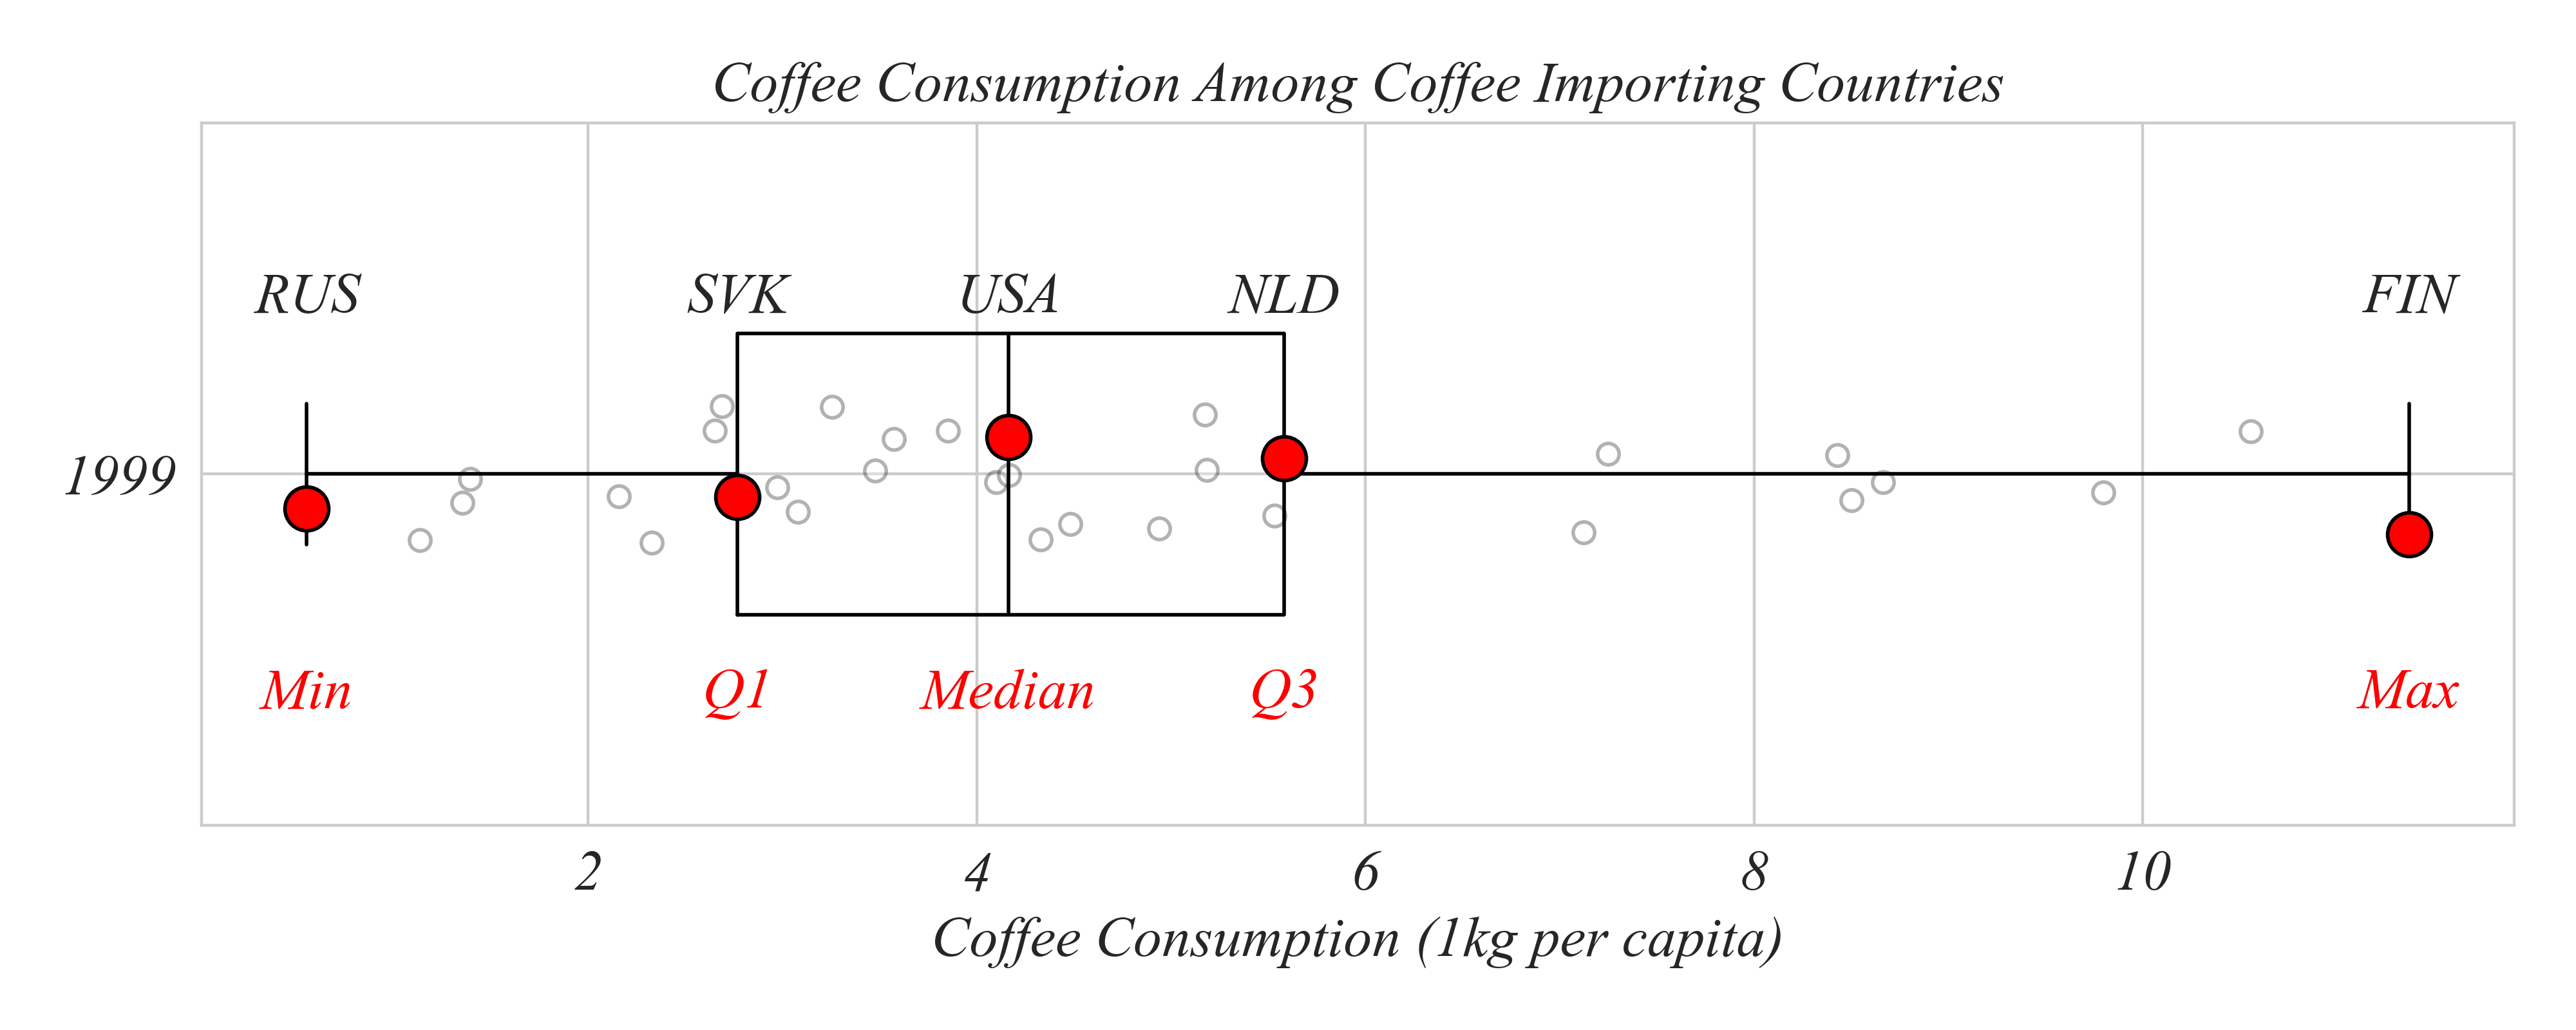 Coffee Consumption Among Coffee Importing Countries
RUS SVK USA NLD FIN
1999
Min Q1 Median Q3 Max
2 4 6 8 10
Coffee Consumption (1kg per capita)